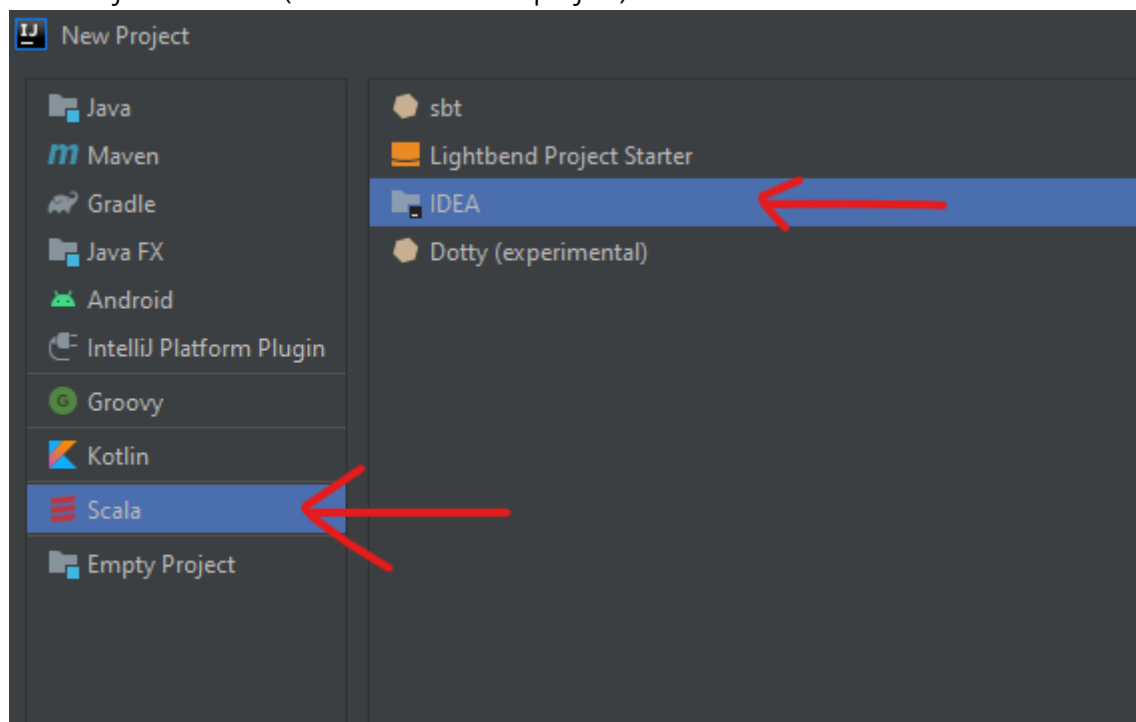 New Project
Java
Maven
Gradle
Java FX
Android
IntelliJ Platform Plugin
Groovy
Kotlin
Scala
Empty Project
sbt
Lightbend Project Starter
IDEA
Dotty (experimental)